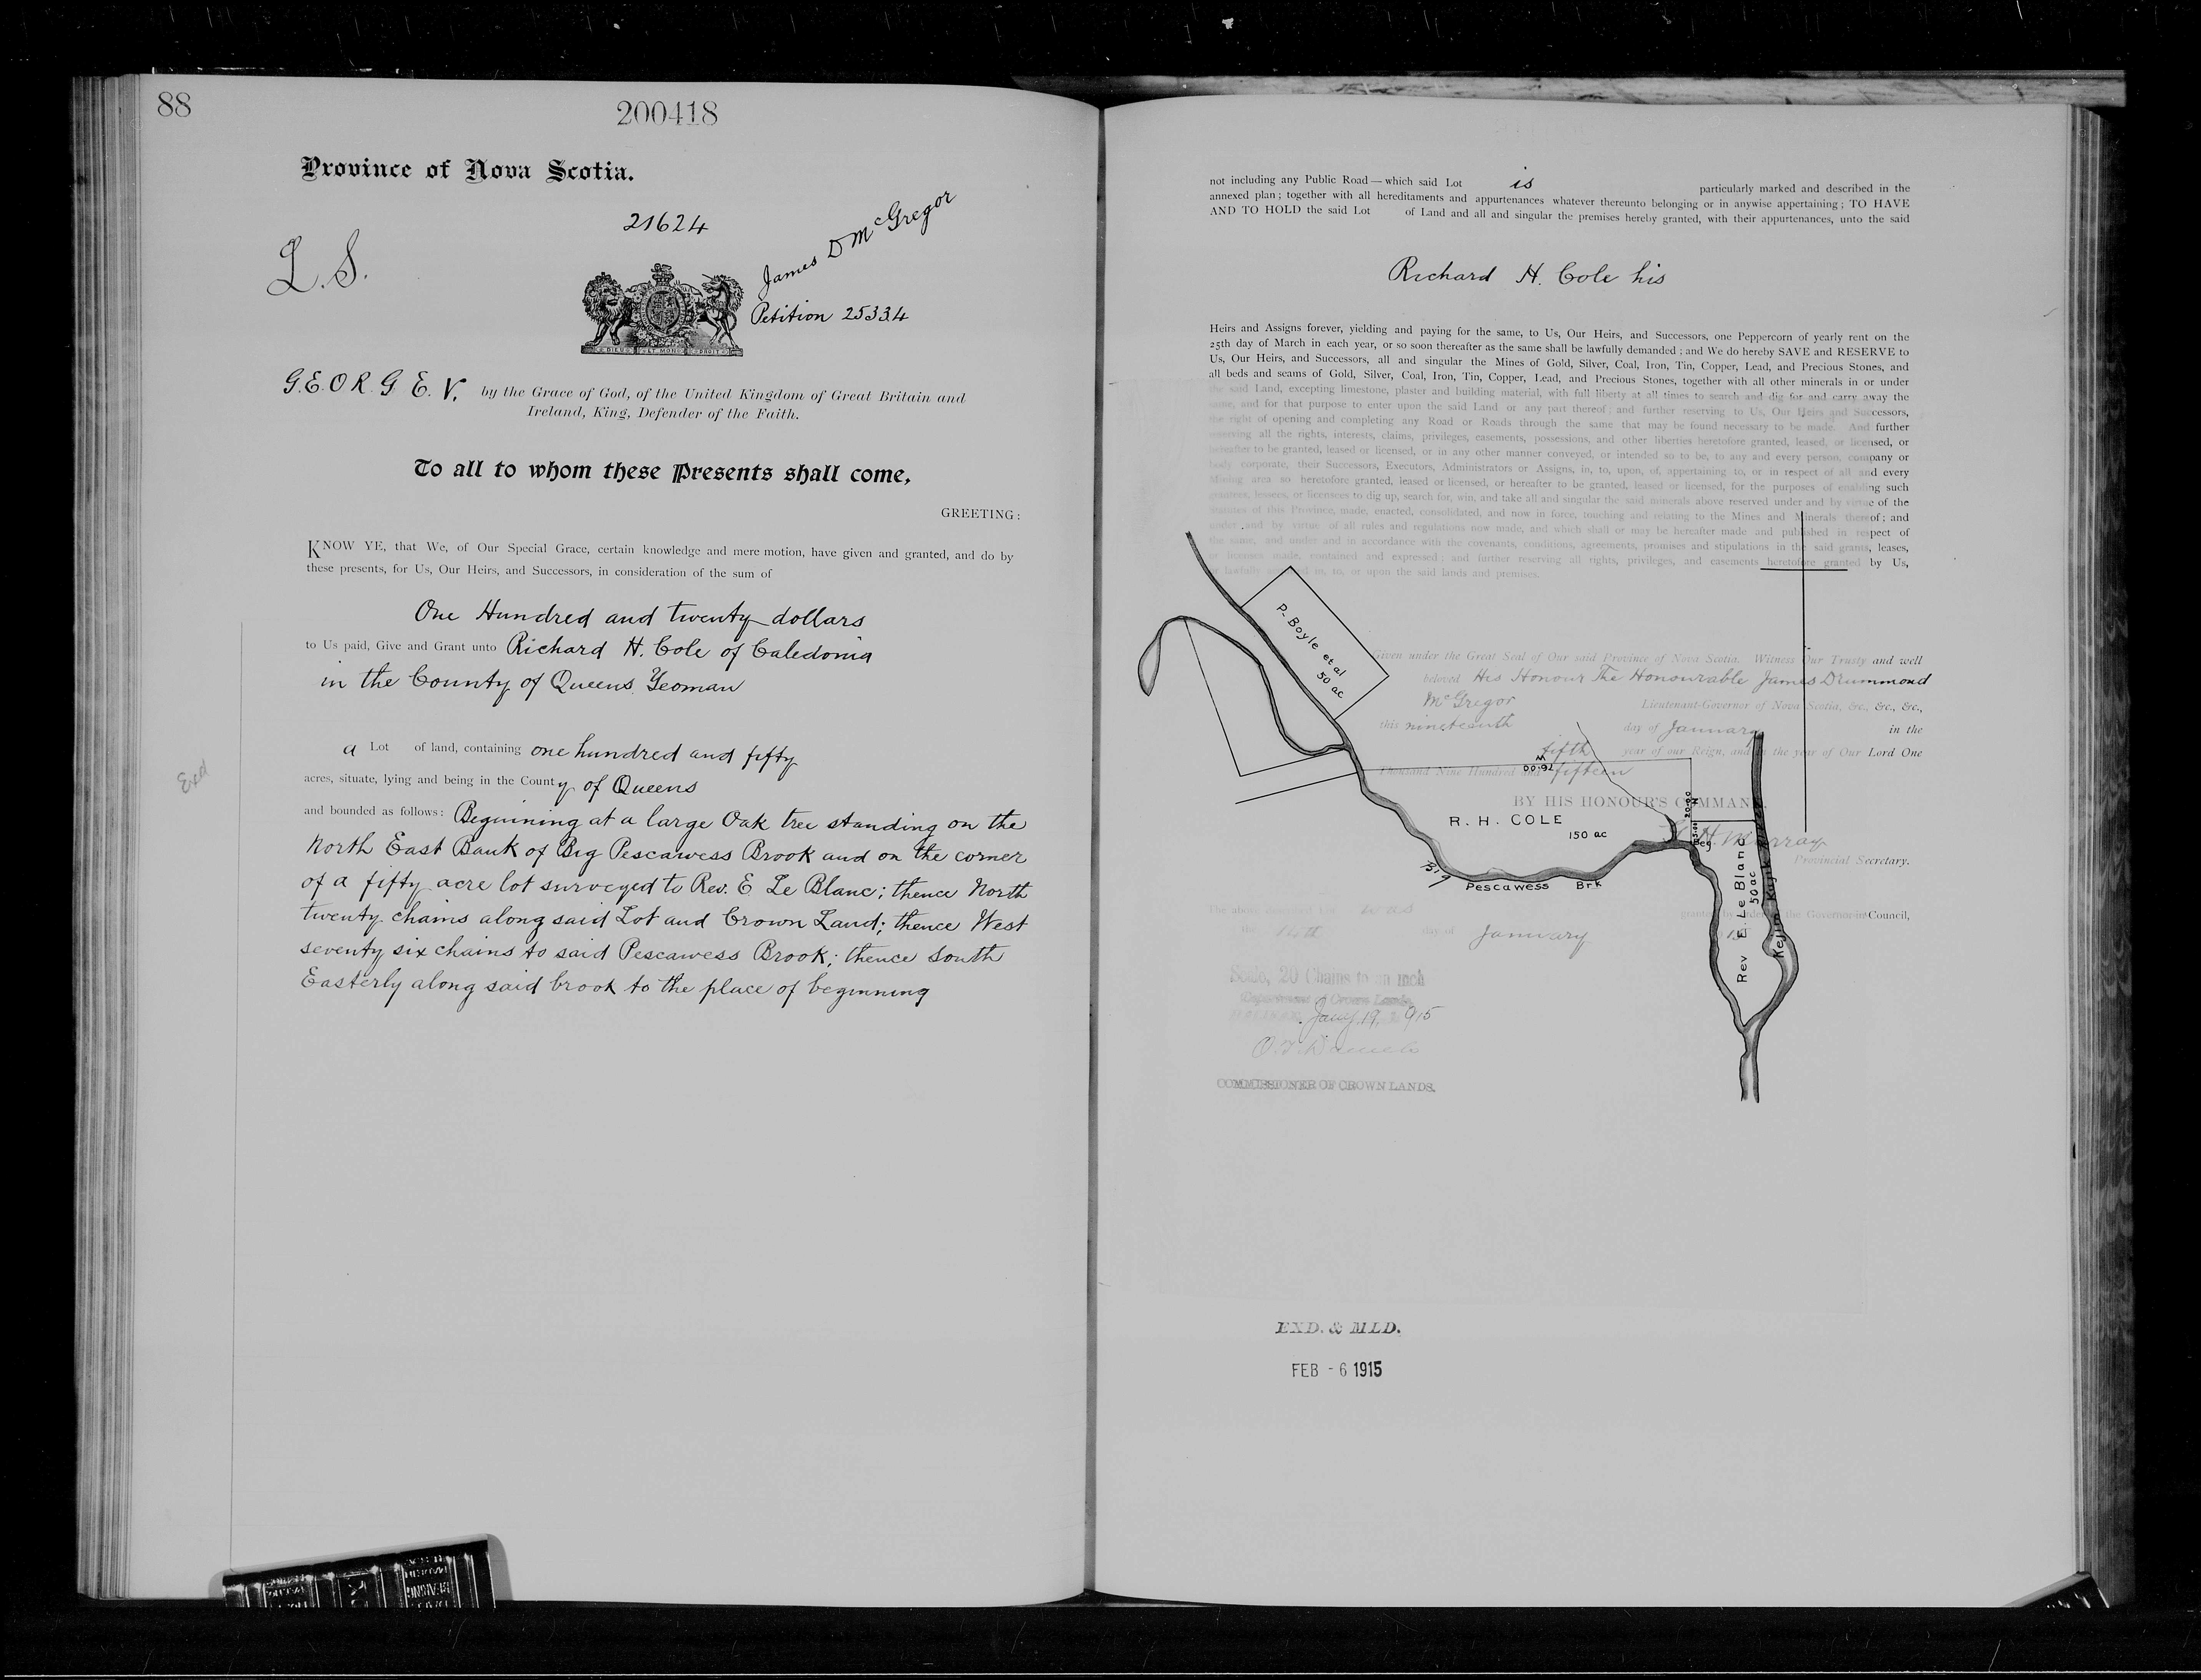 88
200418
Province of Nova Scotia.
21624
L.S.
James D McGregor
Petition 25334
DIEU ET MON DROIT
GEORGE V. by the Grace of God, of the United Kingdom of Great Britain and
Ireland, King, Defender of the Faith.
To all to whom these Presents shall come,
GREETING:
KNOW YE, that We, of Our Special Grace, certain knowledge and mere motion, have given and granted, and do by
these presents, for Us, Our Heirs, and Successors, in consideration of the sum of
One Hundred and twenty dollars
to Us paid, Give and Grant unto Richard H. Cole of Caledonia
in the County of Queens Yeoman
a Lot of land, containing one hundred and fifty
Exd
acres, situate, lying and being in the County of Queens
and bounded as follows: Beginning at a large Oak tree standing on the
North East Bank of Big Pescawess Brook and on the corner
of a fifty acre lot surveyed to Rev. E Le Blanc; thence North
twenty chains along said Lot and Crown Land; thence West
seventy six chains to said Pescawess Brook; thence South
Easterly along said brook to the place of beginning
not including any Public Road—which said Lot is particularly marked and described in the
annexed plan; together with all hereditaments and appurtenances whatever thereunto belonging or in anywise appertaining; TO HAVE
AND TO HOLD the said Lot of Land and all and singular the premises hereby granted, with their appurtenances, unto the said
Richard H. Cole his
Heirs and Assigns forever, yielding and paying for the same, to Us, Our Heirs, and Successors, one Peppercorn of yearly rent on the
25th day of March in each year, or so soon thereafter as the same shall be lawfully demanded; and We do hereby SAVE and RESERVE to
Us, Our Heirs, and Successors, all and singular the Mines of Gold, Silver, Coal, Iron, Tin, Copper, Lead, and Precious Stones, and
all beds and seams of Gold, Silver, Coal, Iron, Tin, Copper, Lead, and Precious Stones, together with all other minerals in or under
the said Land, excepting limestone, plaster and building material, with full liberty at all times to search and dig for and carry away the
same, and for that purpose to enter upon the said Land or any part thereof; and further reserving to Us, Our Heirs and Successors,
the right of opening and completing any Road or Roads through the same that may be found necessary to be made. And further
reserving all the rights, interests, claims, privileges, easements, possessions, and other liberties heretofore granted, leased, or licensed, or
hereafter to be granted, leased or licensed, or in any other manner conveyed, or intended so to be, to any and every person, company or
body corporate, their Successors, Executors, Administrators or Assigns, in, to, upon, of, appertaining to, or in respect of all and every
Mining area so heretofore granted, leased or licensed, or hereafter to be granted, leased or licensed, for the purposes of enabling such
grantees, lessees, or licensees to dig up, search for, win, and take all and singular the said minerals above reserved under and by virtue of the
Statutes of this Province, made, enacted, consolidated, and now in force, touching and relating to the Mines and Minerals thereof; and
under and by virtue of all rules and regulations now made, and which shall or may be hereafter made and published in respect of
the same, and under and in accordance with the covenants, conditions, agreements, promises and stipulations in the said grants, leases,
or licenses made, contained and expressed; and further reserving all rights, privileges, and easements heretofore granted by Us,
in, to, or upon the said lands and premises.
P. Boyle et al
50 ac
Given under the Great Seal of Our said Province of Nova Scotia. Witness Our Trusty and well
beloved His Honour The Honourable James Drummond
McGregor Lieutenant-Governor of Nova Scotia, &c., &c., &c.,
this nineteenth day of January in the
fifth year of our Reign, and in the year of Our Lord One
Thousand Nine Hundred and fifteen
W
76.00
BY HIS HONOUR'S COMMAND,
N
20.00
R. H. COLE
150 ac
Beg
H. Murray
Provincial Secretary.
Big Pescawess Brk
Rev E. Le Blanc
50 ac
Kejim Kujik River
The above was granted by the Governor-in-Council,
the 14th day of January
Scale, 20 Chains to an inch
Department of Crown Lands,
Jany 19, 1915
O.T. Daniels
COMMISSIONER OF CROWN LANDS.
EXD. & MLD.
FEB - 6 1915